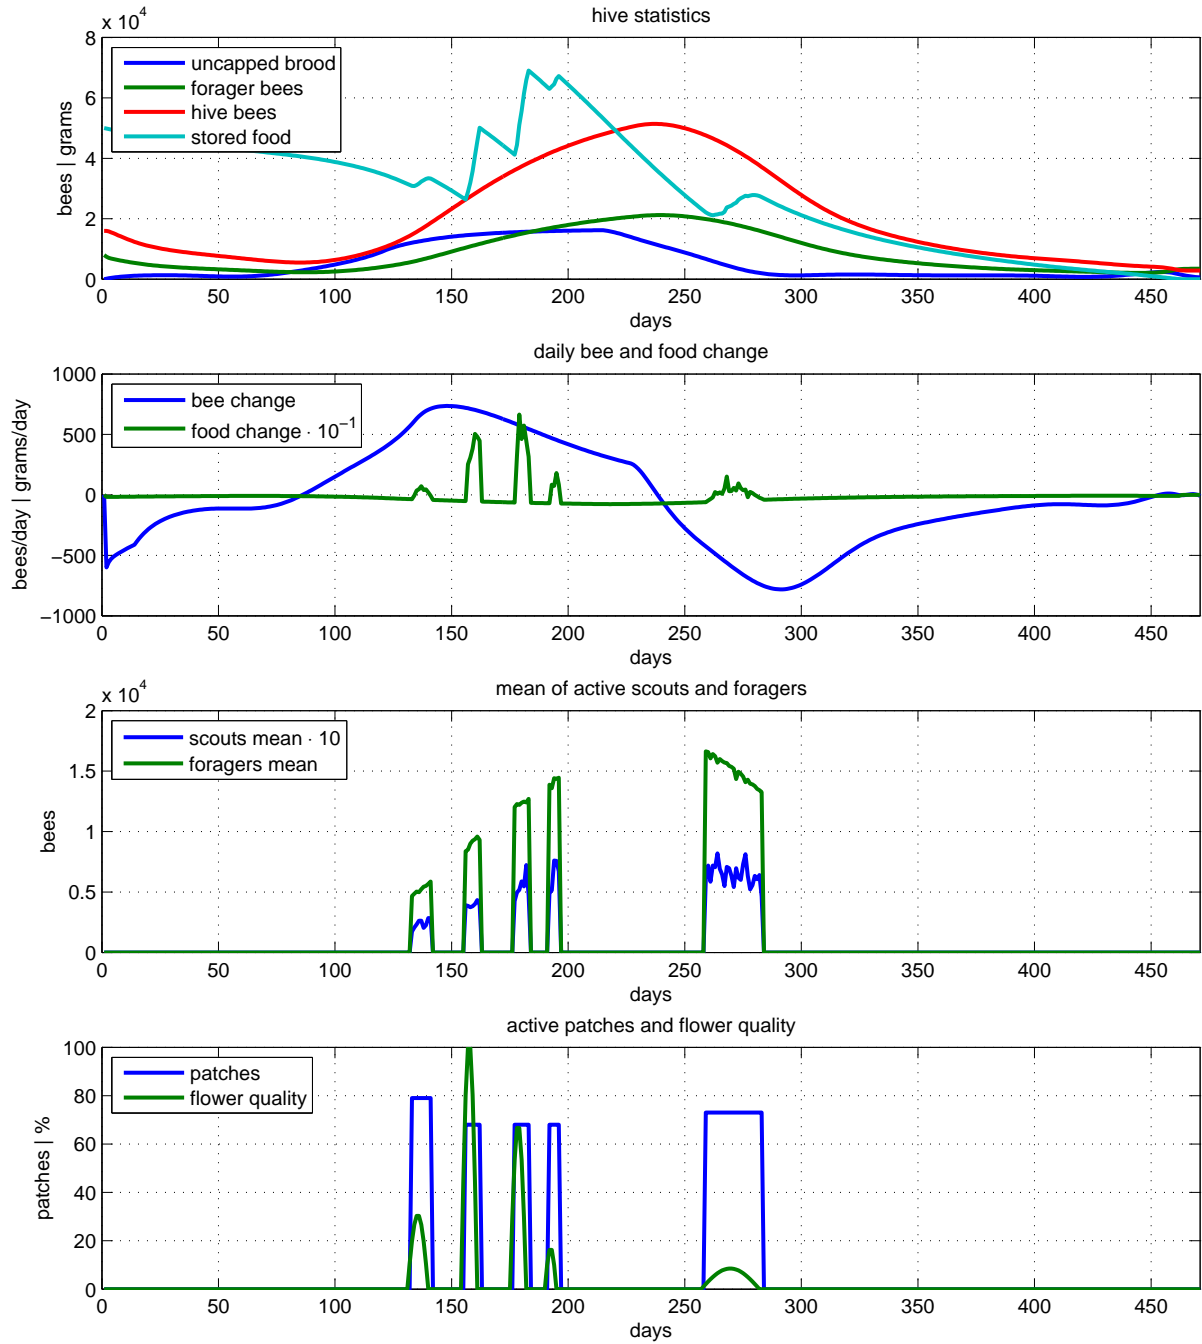 hive statistics
x 10^4
80
uncapped brood
forager bees
hive bees
stored food
8
6
4
2
0
bees | grams
0 50 100 150 200 250 300 350 400 450
days
daily bee and food change
bee change
food change · 10^−1
1000
500
0
−500
−1000
bees/day | grams/day
0 50 100 150 200 250 300 350 400 450
days
mean of active scouts and foragers
x 10^4
scouts mean · 10
foragers mean
2
1.5
1
0.5
0
bees
0 50 100 150 200 250 300 350 400 450
days
active patches and flower quality
patches
flower quality
100
80
60
40
20
0
patches | %
0 50 100 150 200 250 300 350 400 450
days